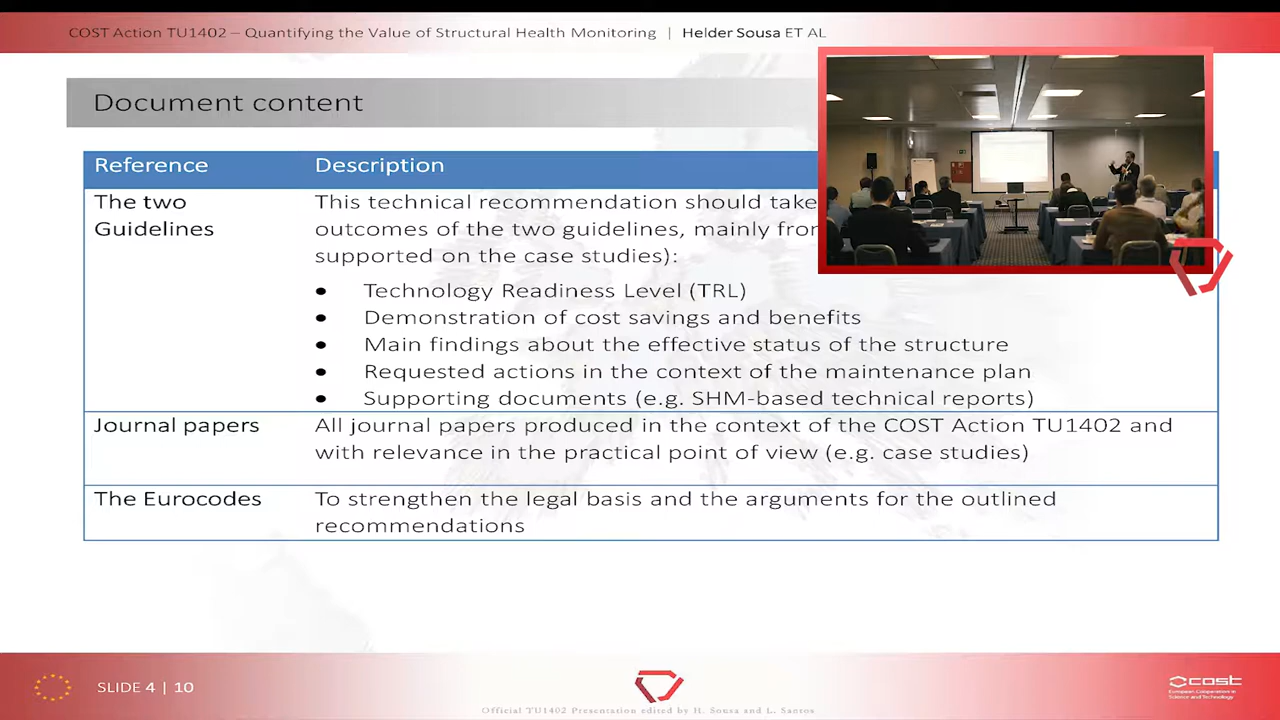 COST Action TU1402 – Quantifying the Value of Structural Health Monitoring | Helder Sousa ET AL
Document content
Reference Description
The two Guidelines
This technical recommendation should take
outcomes of the two guidelines, mainly
supported on the case studies):
• Technology Readiness Level (TRL)
• Demonstration of cost savings and benefits
• Main findings about the effective status of the structure
• Requested actions in the context of the maintenance plan
• Supporting documents (e.g. SHM-based technical reports)
Journal papers
All journal papers produced in the context of the COST Action TU1402 and
with relevance in the practical point of view (e.g. case studies)
The Eurocodes
To strengthen the legal basis and the arguments for the outlined
recommendations
SLIDE 4 | 10
cost
European Cooperation in
Science and Technology
Official TU1402 Presentation edited by H. Sousa and L. Santos